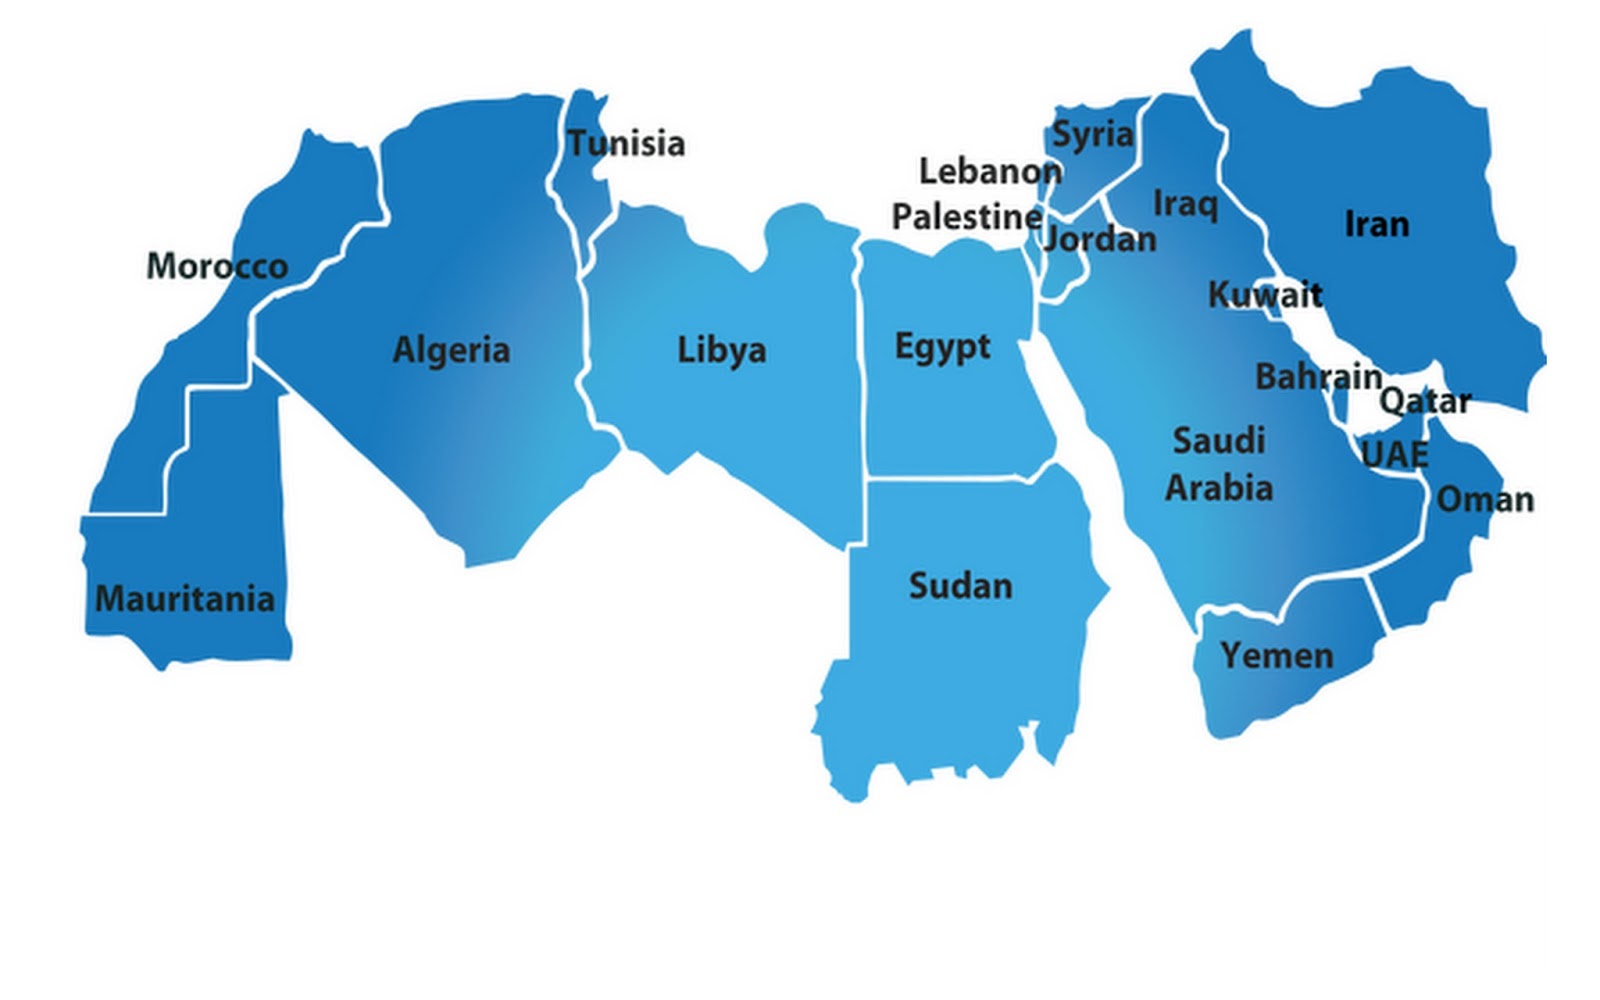 Tunisia
Syria
Lebanon
Palestine
Iraq
Jordan
Iran
Morocco
Kuwait
Algeria
Libya
Egypt
Bahrain
Qatar
Saudi
Arabia
UAE
Oman
Mauritania
Sudan
Yemen